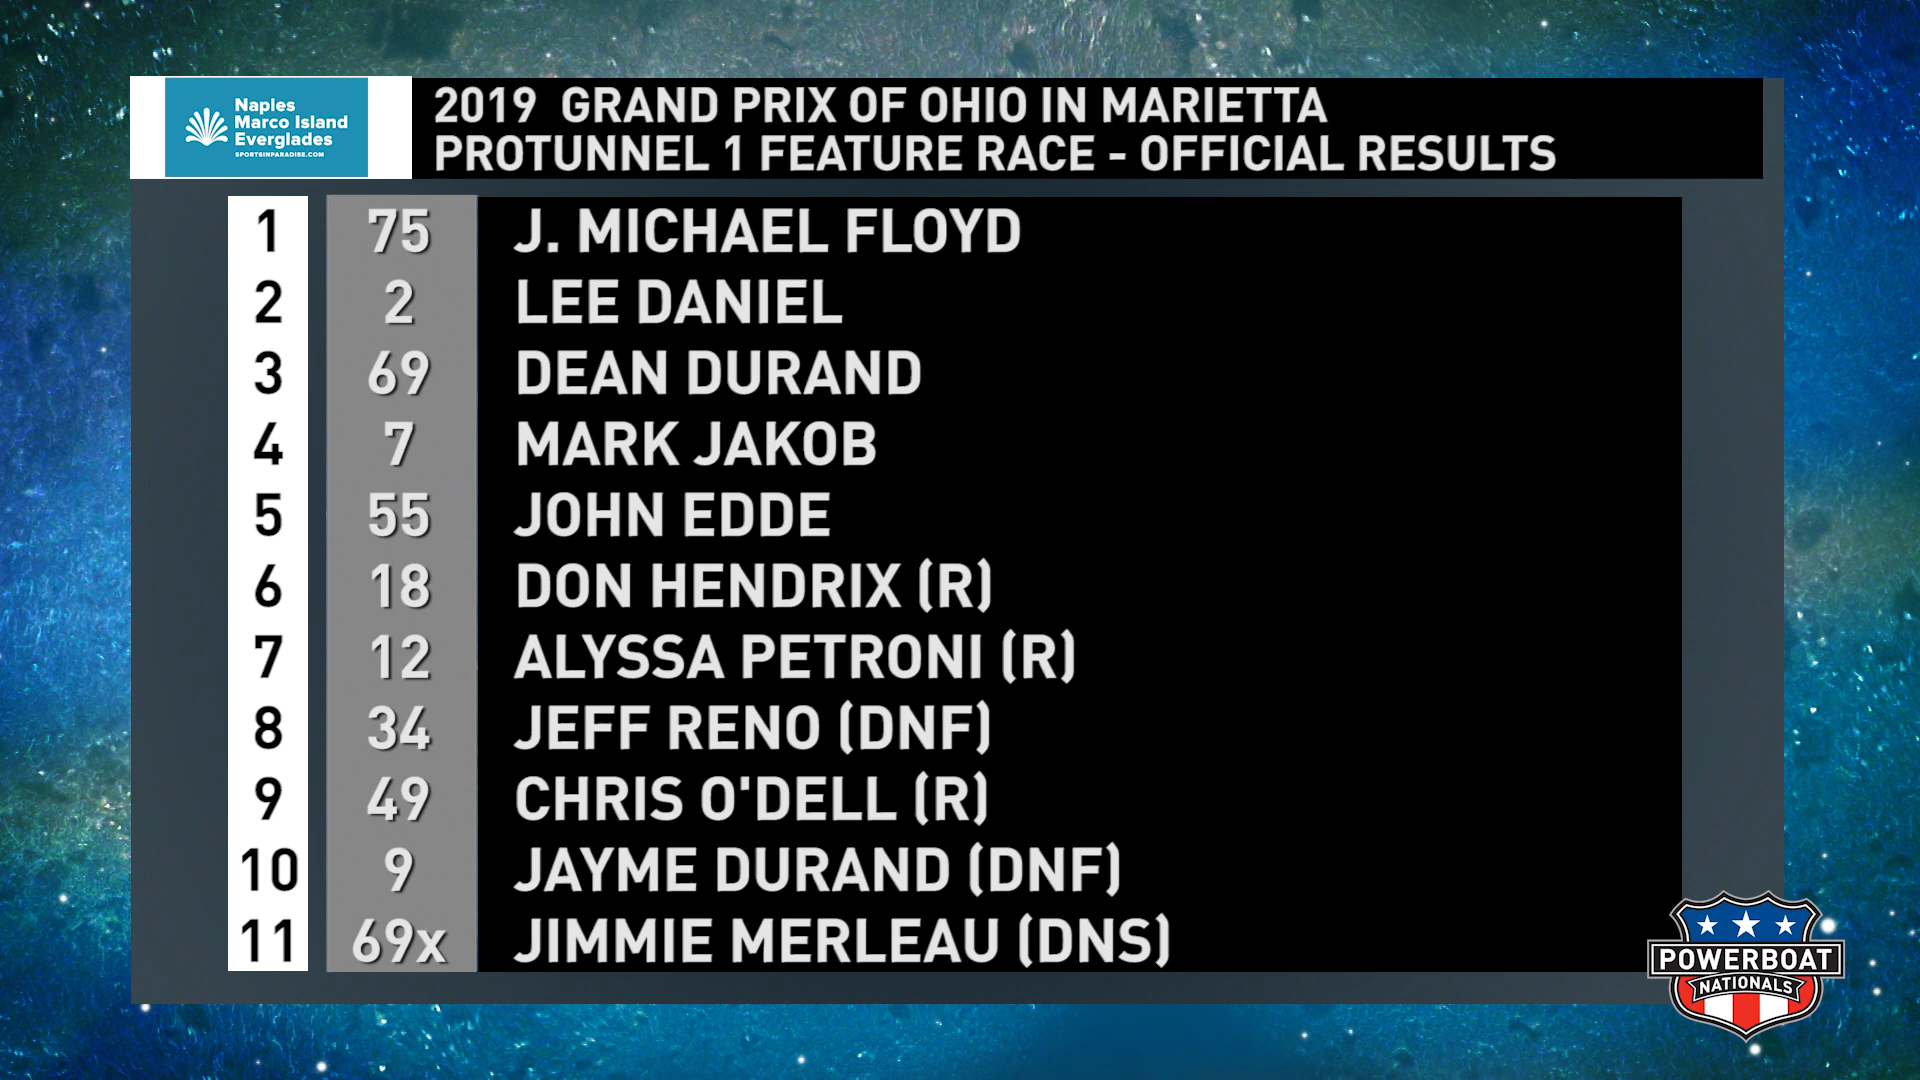 Naples
Marco Island
Everglades
SPORTSINPARADISE.COM
2019 GRAND PRIX OF OHIO IN MARIETTA
PROTUNNEL 1 FEATURE RACE - OFFICIAL RESULTS
1 75 J. MICHAEL FLOYD
2 2 LEE DANIEL
3 69 DEAN DURAND
4 7 MARK JAKOB
5 55 JOHN EDDE
6 18 DON HENDRIX (R)
7 12 ALYSSA PETRONI (R)
8 34 JEFF RENO (DNF)
9 49 CHRIS O'DELL (R)
10 9 JAYME DURAND (DNF)
11 69x JIMMIE MERLEAU (DNS)
POWERBOAT
NATIONALS